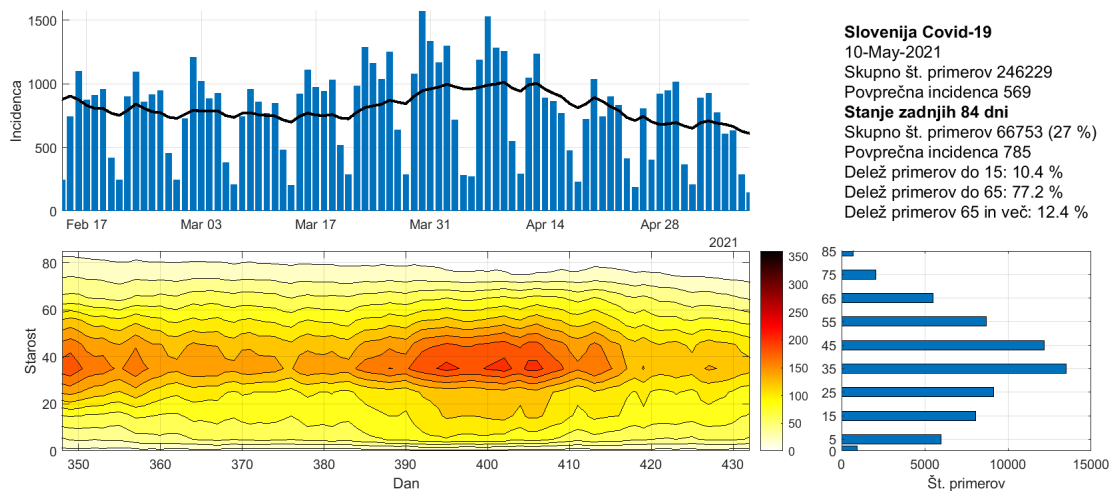 1500
1000
500
0
Incidenca
Feb 17 Mar 03 Mar 17 Mar 31 Apr 14 Apr 28
2021
Slovenija Covid-19
10-May-2021
Skupno št. primerov 246229
Povprečna incidenca 569
Stanje zadnjih 84 dni
Skupno št. primerov 66753 (27 %)
Povprečna incidenca 785
Delež primerov do 15: 10.4 %
Delež primerov do 65: 77.2 %
Delež primerov 65 in več: 12.4 %
80
60
40
20
0
Starost
350 360 370 380 390 400 410 420 430
Dan
350
300
250
200
150
100
50
0
85
75
65
55
45
35
25
15
5
0
0 5000 10000 15000
Št. primerov